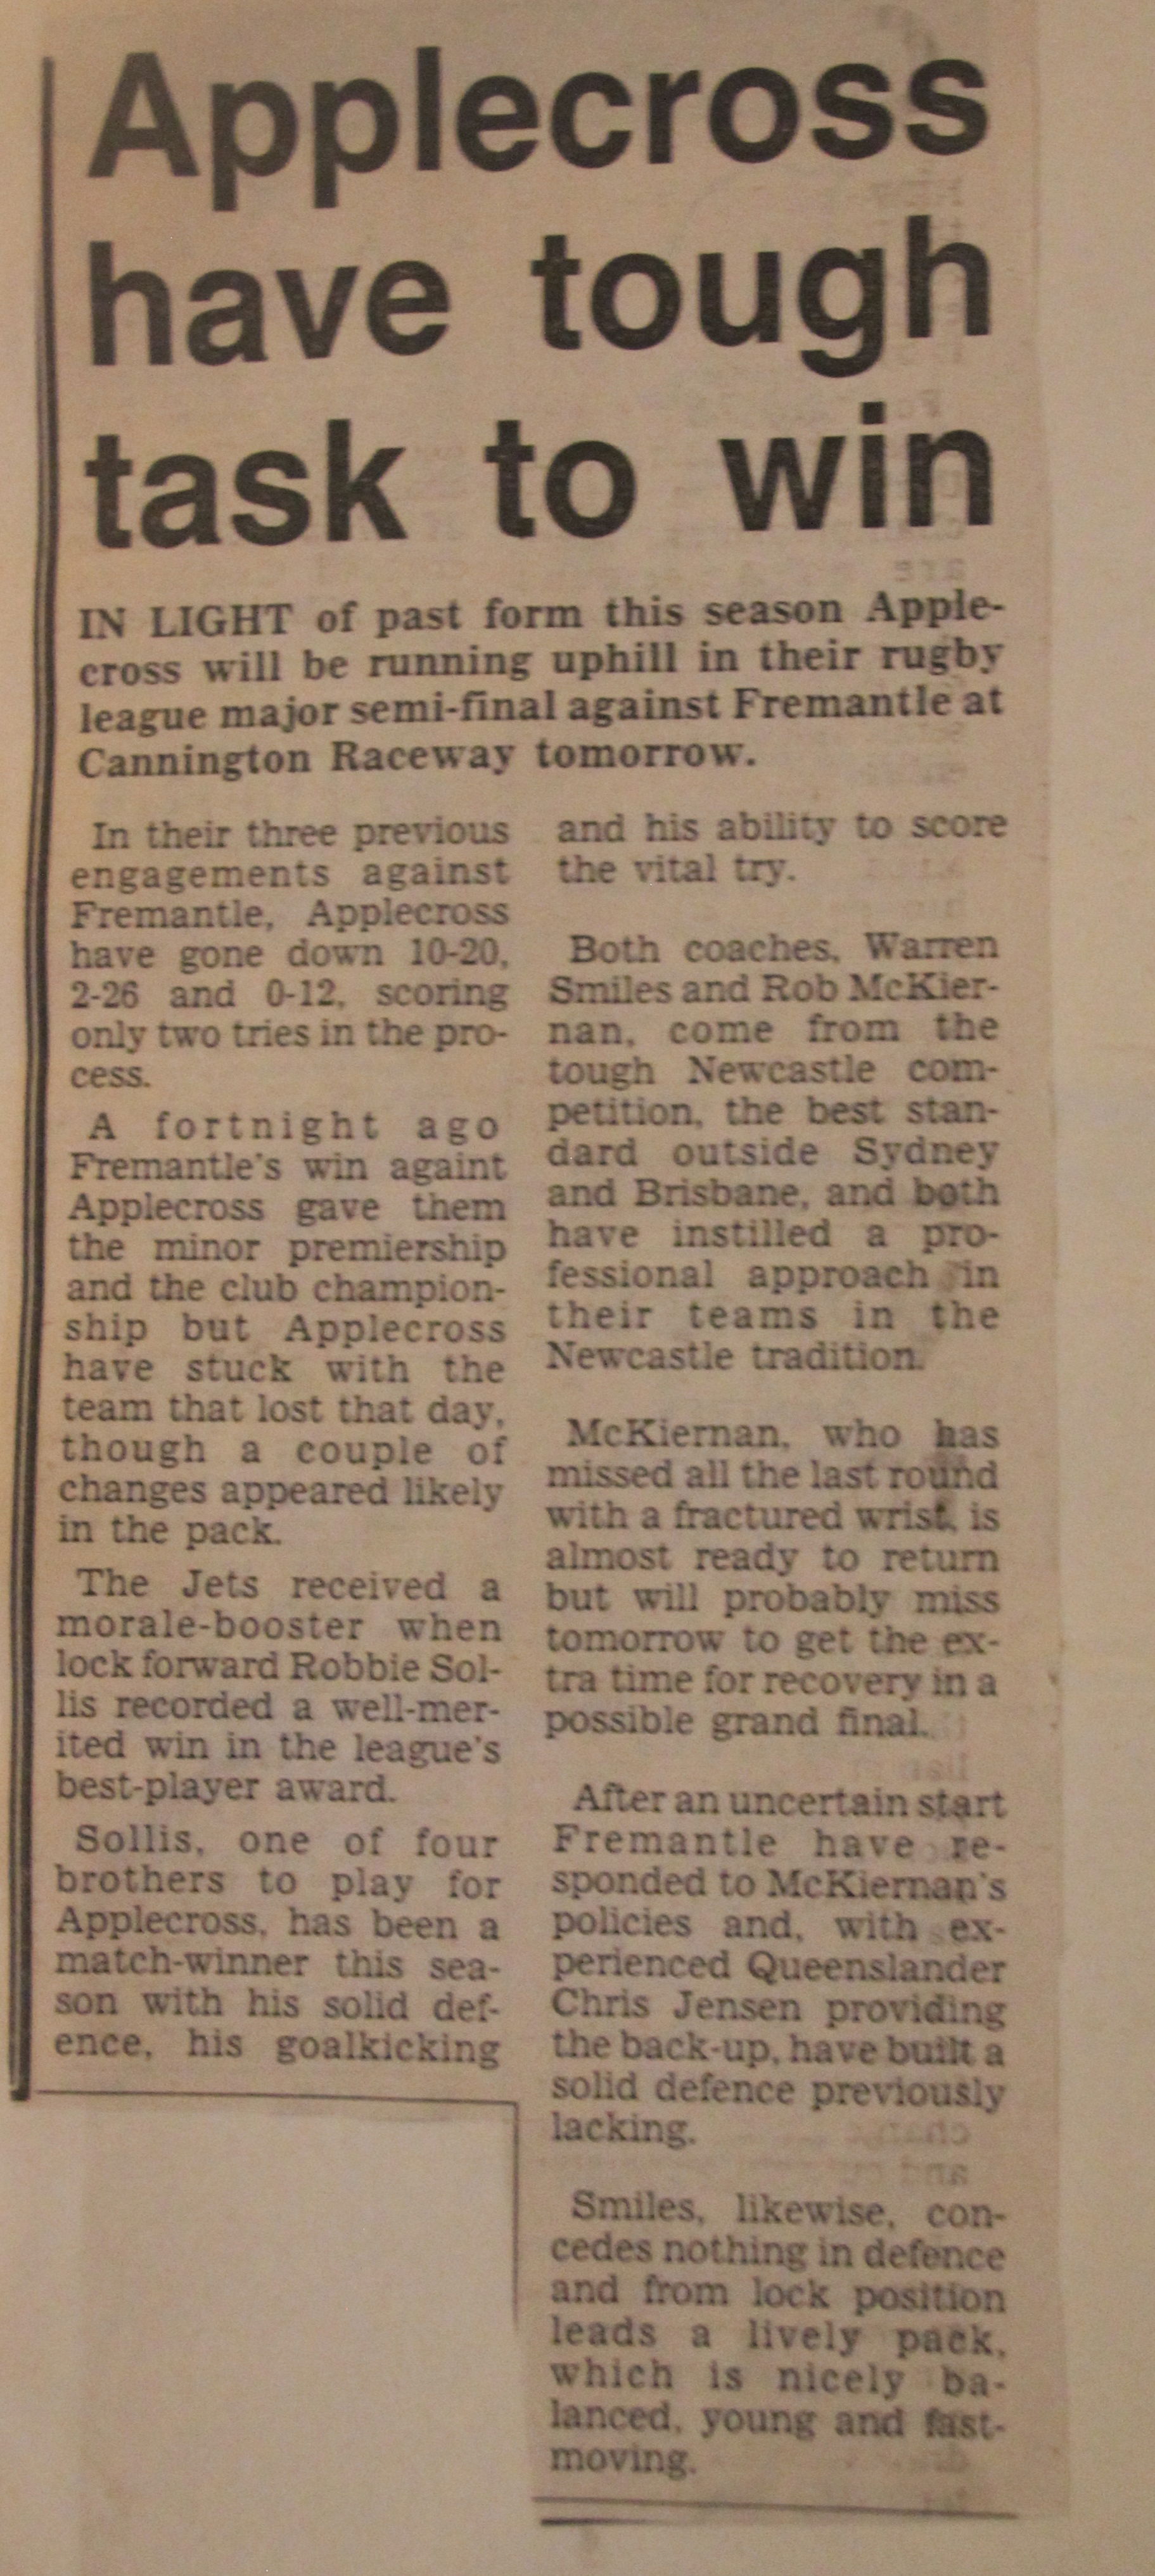 Applecross
have tough
task to win
IN LIGHT of past form this season Apple-
cross will be running uphill in their rugby
league major semi-final against Fremantle at
Cannington Raceway tomorrow.
In their three previous
engagements against
Fremantle, Applecross
have gone down 10-20,
2-26 and 0-12, scoring
only two tries in the pro-
cess.
A fortnight ago
Fremantle's win againt
Applecross gave them
the minor premiership
and the club champion-
ship but Applecross
have stuck with the
team that lost that day,
though a couple of
changes appeared likely
in the pack.
The Jets received a
morale-booster when
lock forward Robbie Sol-
lis recorded a well-mer-
ited win in the league's
best-player award.
Sollis, one of four
brothers to play for
Applecross, has been a
match-winner this sea-
son with his solid def-
ence, his goalkicking
and his ability to score
the vital try.
Both coaches, Warren
Smiles and Rob McKier-
nan, come from the
tough Newcastle com-
petition, the best stan-
dard outside Sydney
and Brisbane, and both
have instilled a pro-
fessional approach in
their teams in the
Newcastle tradition.
McKiernan, who has
missed all the last round
with a fractured wrist, is
almost ready to return
but will probably miss
tomorrow to get the ex-
tra time for recovery in a
possible grand final.
After an uncertain start
Fremantle have re-
sponded to McKiernan's
policies and, with ex-
perienced Queenslander
Chris Jensen providing
the back-up, have built a
solid defence previously
lacking.
Smiles, likewise, con-
cedes nothing in defence
and from lock position
leads a lively pack,
which is nicely ba-
lanced, young and fast-
moving.